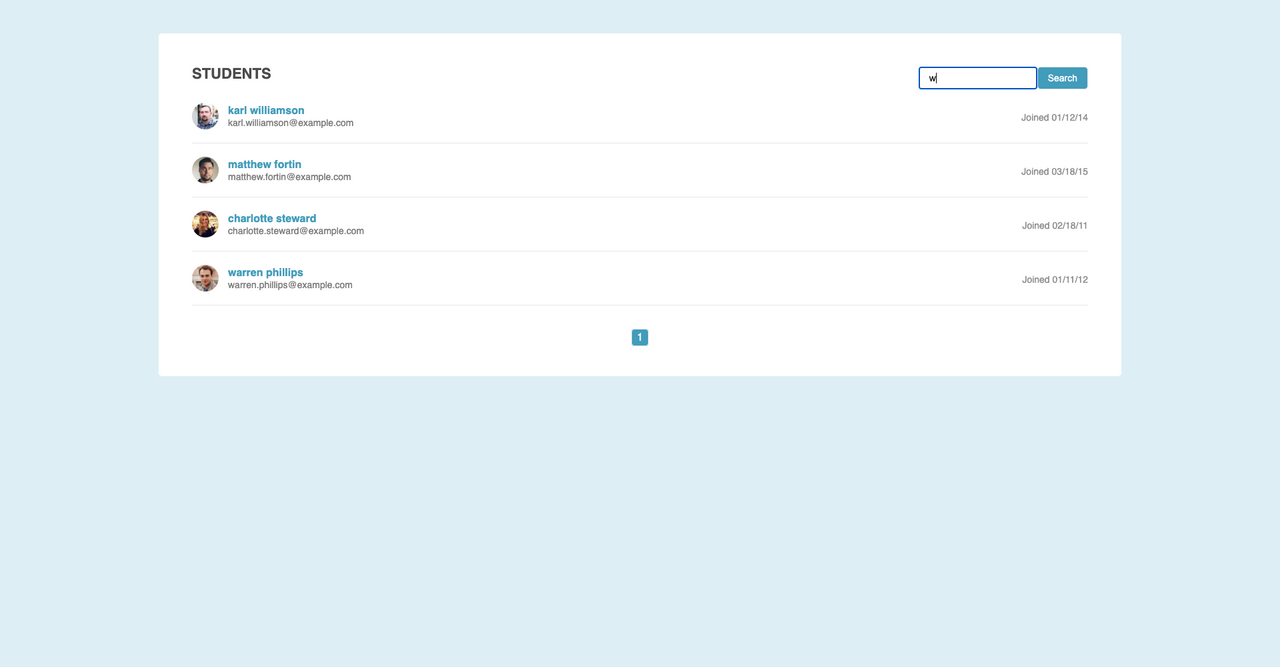 STUDENTS
w
Search
karl williamson
karl.williamson@example.com
Joined 01/12/14
matthew fortin
matthew.fortin@example.com
Joined 03/18/15
charlotte steward
charlotte.steward@example.com
Joined 02/18/11
warren phillips
warren.phillips@example.com
Joined 01/11/12
1